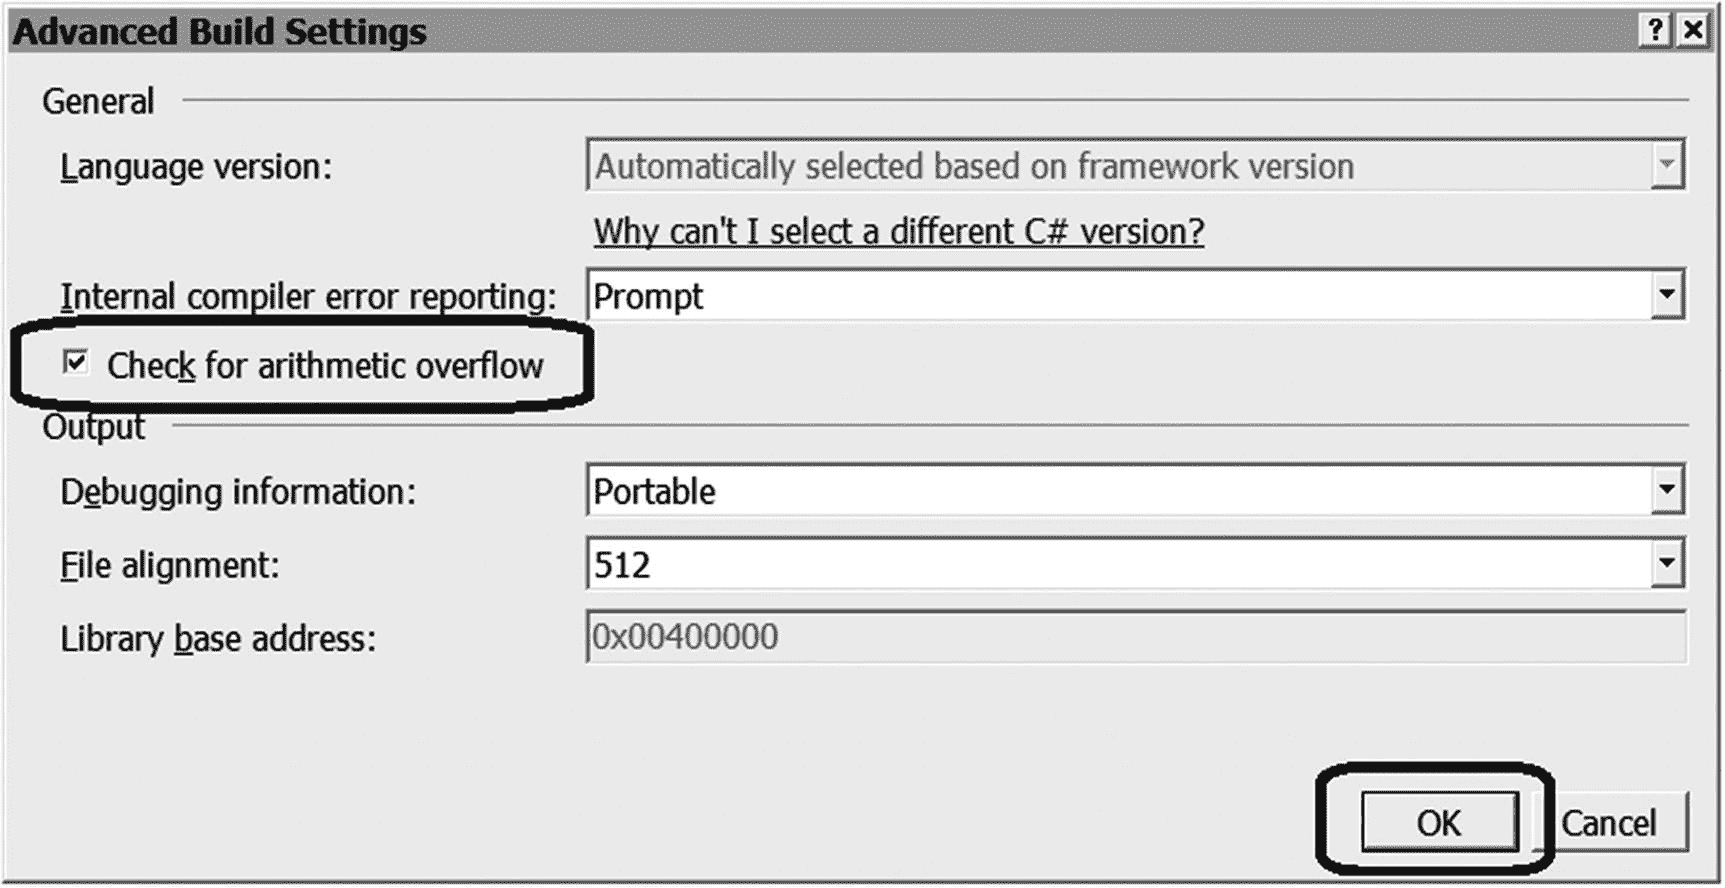 Advanced Build Settings
General
Language version: Automatically selected based on framework version
Why can't I select a different C# version?
Internal compiler error reporting: Prompt
Check for arithmetic overflow
Output
Debugging information: Portable
File alignment: 512
Library base address: 0x00400000
OK Cancel